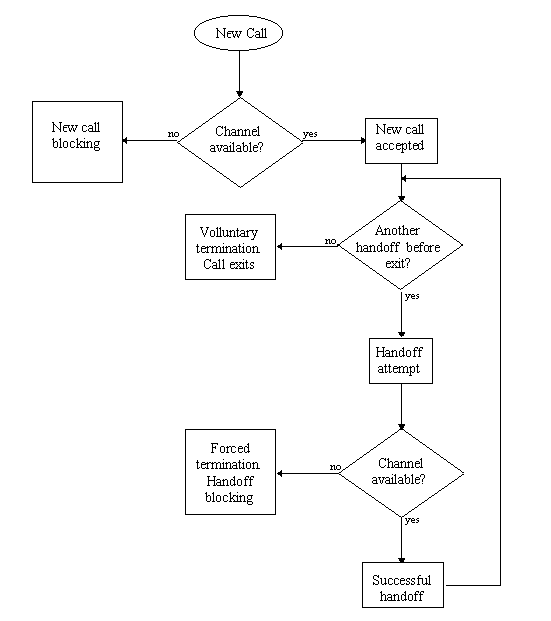 New Call
Channel
available?
no
yes
New call
blocking
New call
accepted
Another
handoff before
exit?
no
yes
Voluntary
termination
Call exits
Handoff
attempt
Channel
available?
no
yes
Forced
termination
Handoff
blocking
Successful
handoff